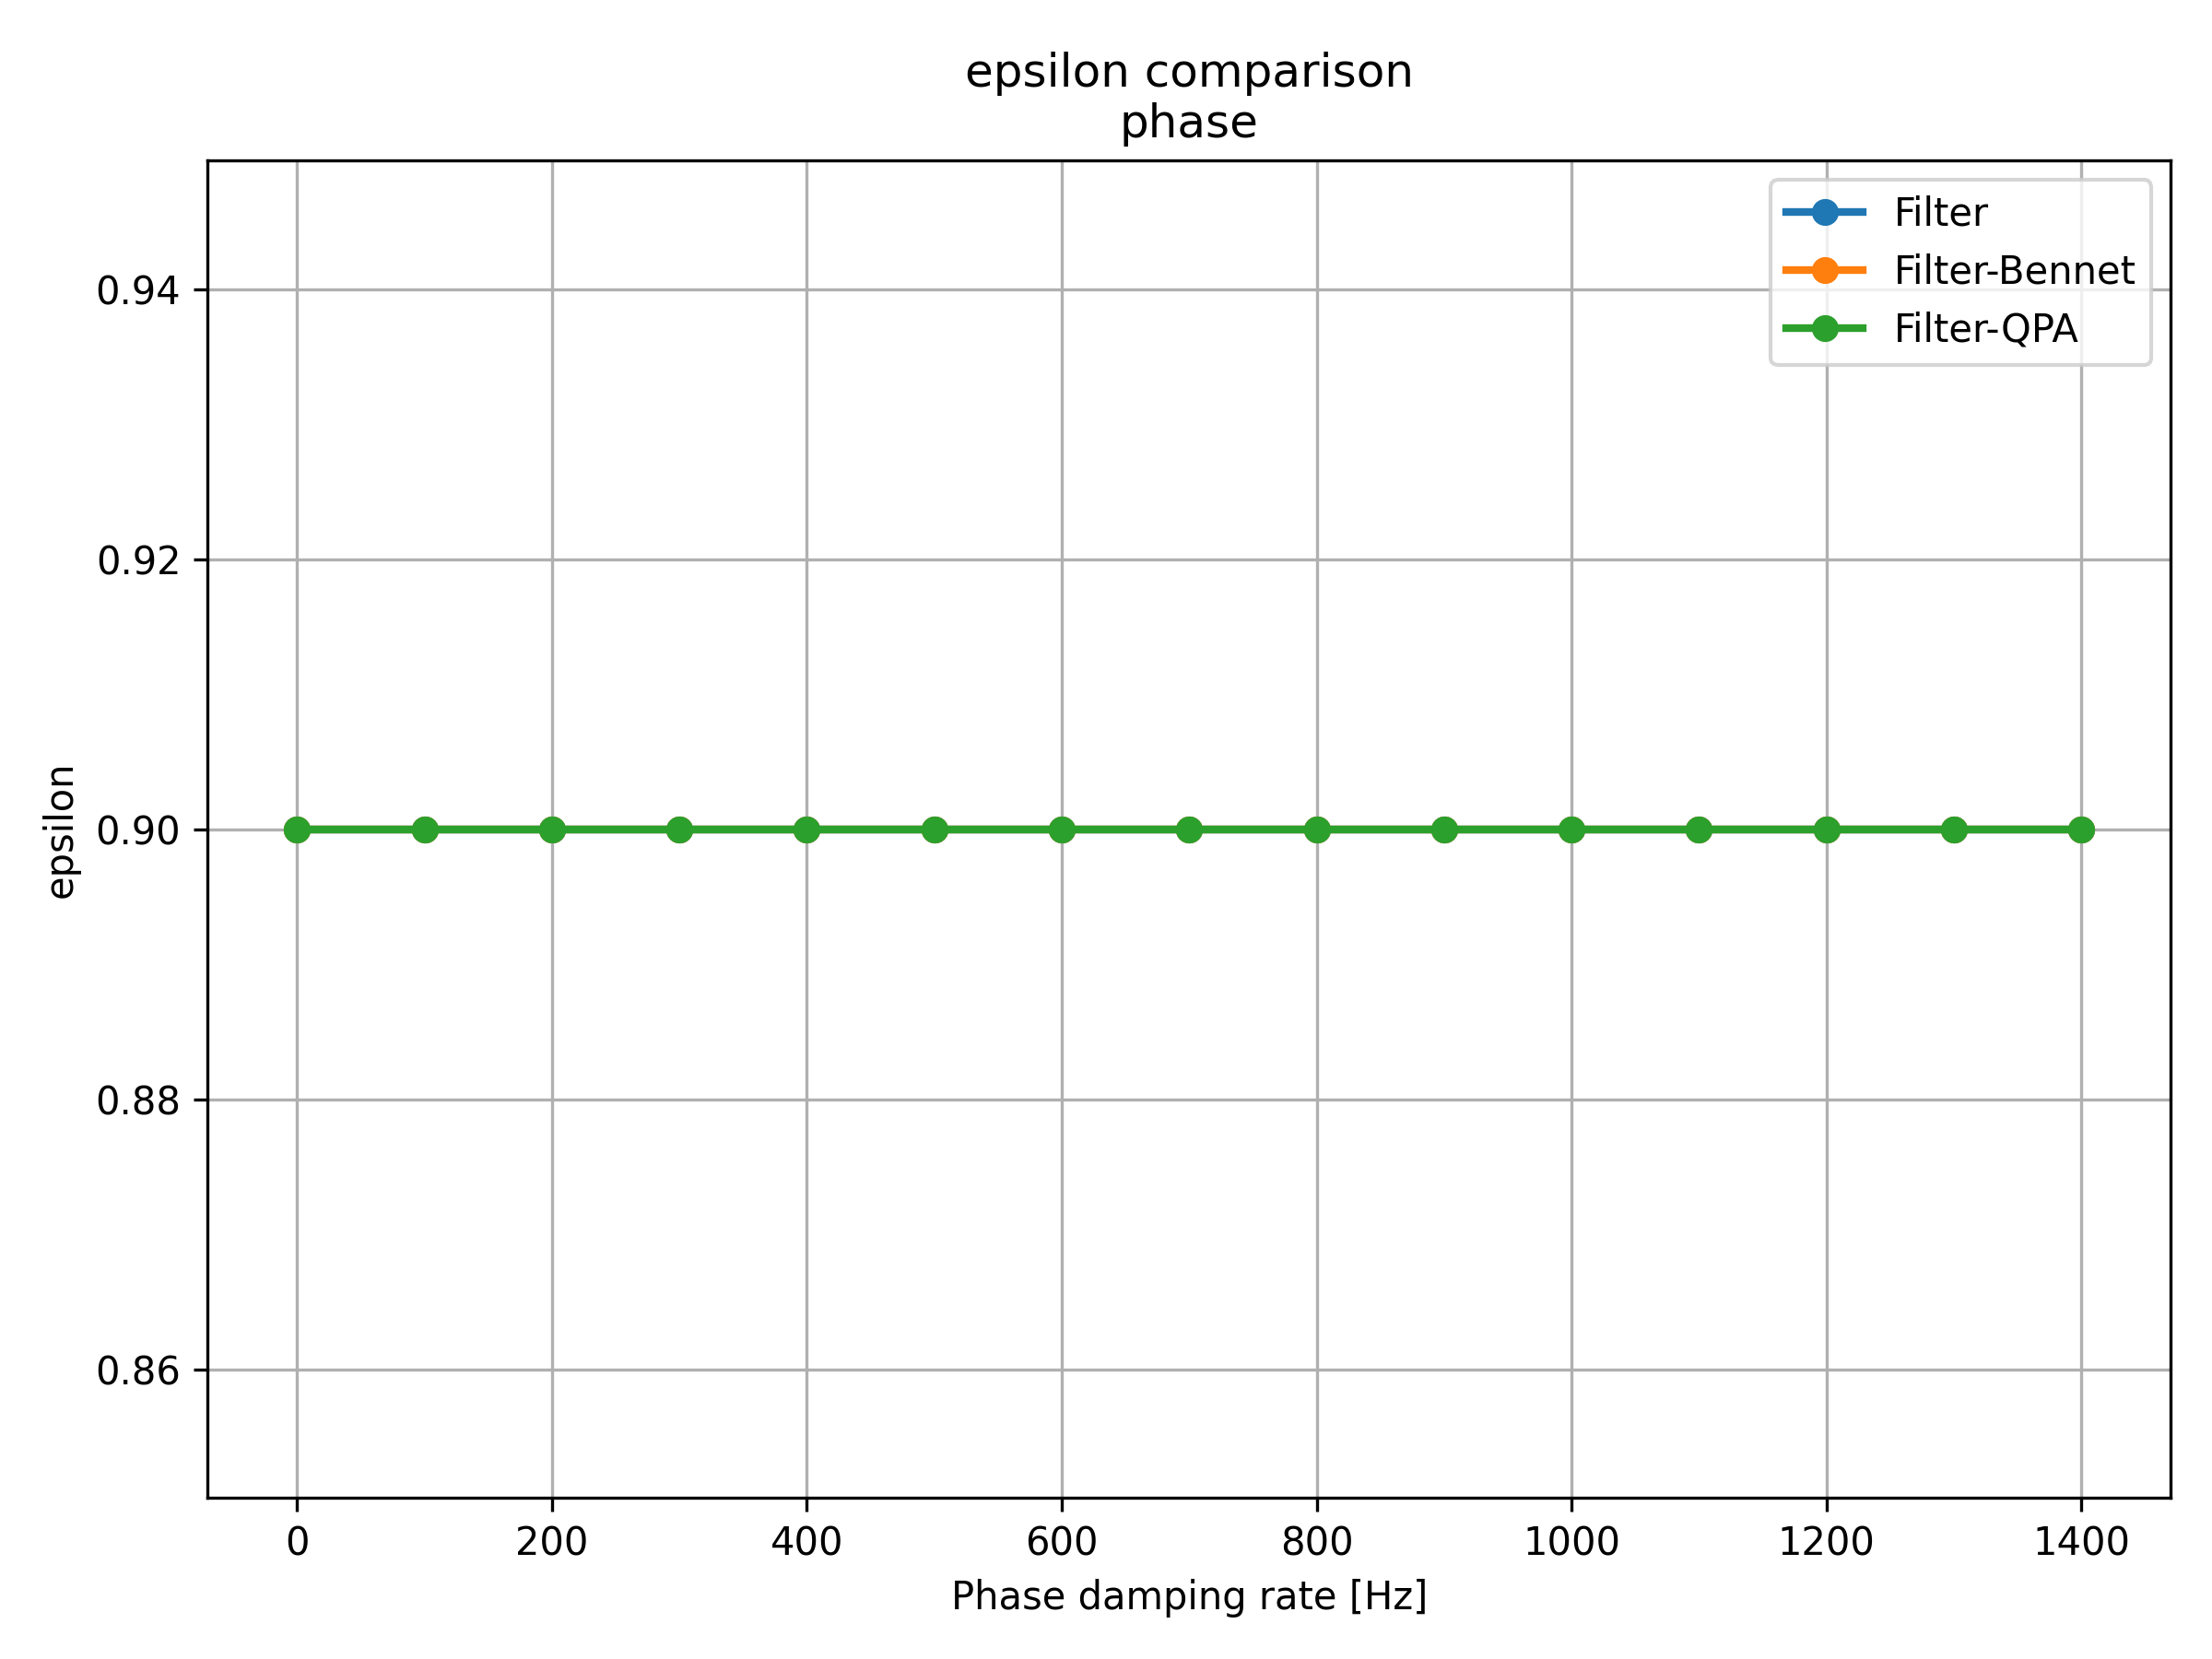 epsilon comparison
phase
Filter
Filter-Bennet
Filter-QPA
0.94
0.92
0.90
0.88
0.86
epsilon
0 200 400 600 800 1000 1200 1400
Phase damping rate [Hz]